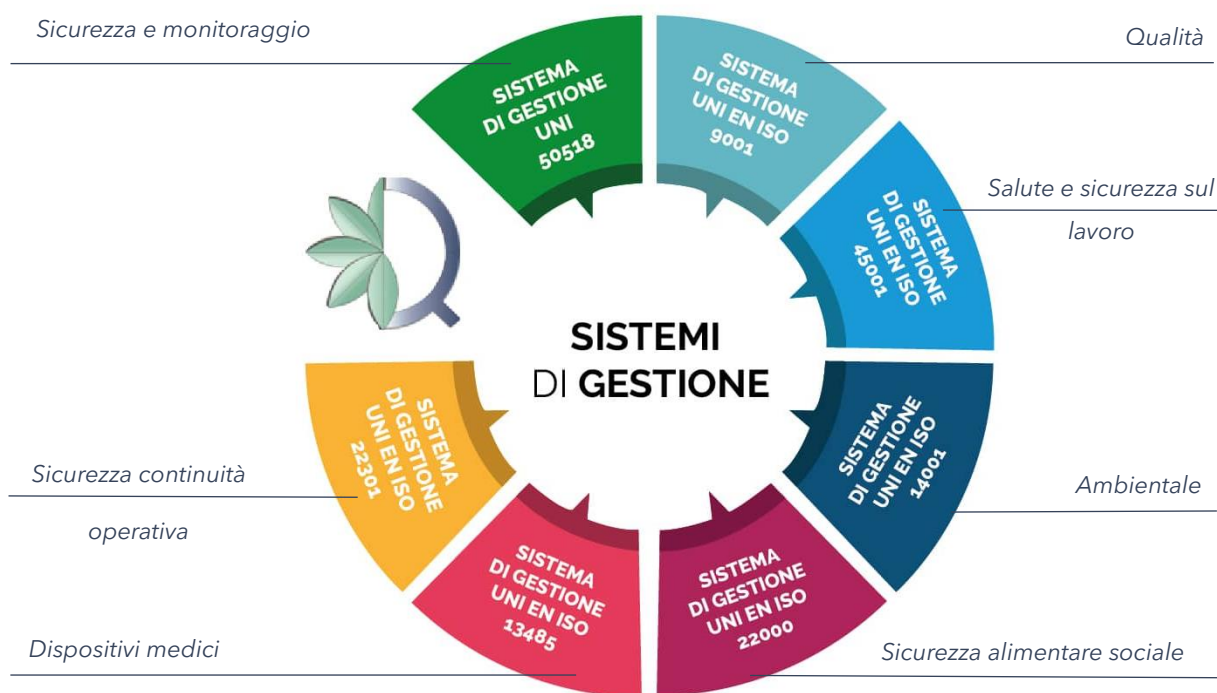 Sicurezza e monitoraggio
SISTEMA
DI GESTIONE
UNI
50518
SISTEMA
DI GESTIONE
UNI EN ISO
9001
Qualità
SISTEMA
DI GESTIONE
UNI EN ISO
45001
Salute e sicurezza sul
lavoro
SISTEMI
DI GESTIONE
SISTEMA
DI GESTIONE
UNI EN ISO
22301
Sicurezza continuità
operativa
SISTEMA
DI GESTIONE
UNI EN ISO
14001
Ambientale
SISTEMA
DI GESTIONE
UNI EN ISO
13485
Dispositivi medici
SISTEMA
DI GESTIONE
UNI EN ISO
22000
Sicurezza alimentare sociale